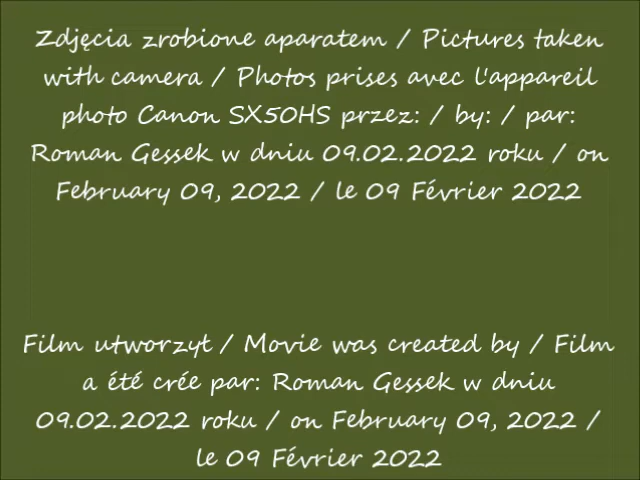 Zdjęcia zrobione aparatem / Pictures taken
with camera / Photos prises avec l'appareil
photo Canon SX50HS przez: / by: / par:
Roman Gessek w dniu 09.02.2022 roku / on
February 09, 2022 / le 09 Février 2022
Film utworzył / Movie was created by / Film
a été crée par: Roman Gessek w dniu
09.02.2022 roku / on February 09, 2022 /
le 09 Février 2022